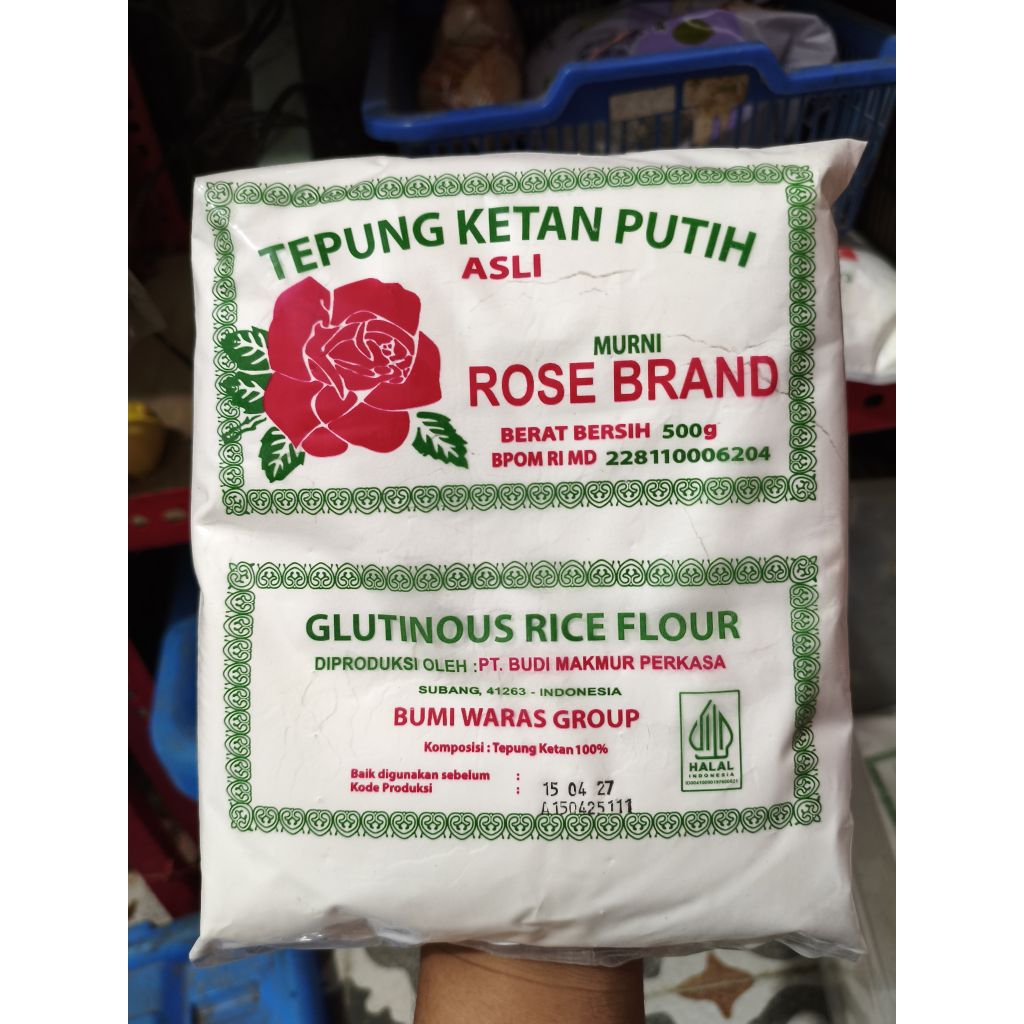 TEPUNG KETAN PUTIH
ASLI
MURNI
ROSE BRAND
BERAT BERSIH 500g
BPOM RI MD 228110006204
GLUTINOUS RICE FLOUR
DIPRODUKSI OLEH :PT. BUDI MAKMUR PERKASA
SUBANG, 41263 - INDONESIA
BUMI WARAS GROUP
Komposisi : Tepung Ketan 100%
Baik digunakan sebelum : 15 04 27
Kode Produksi : A150425111
HALAL
INDONESIA